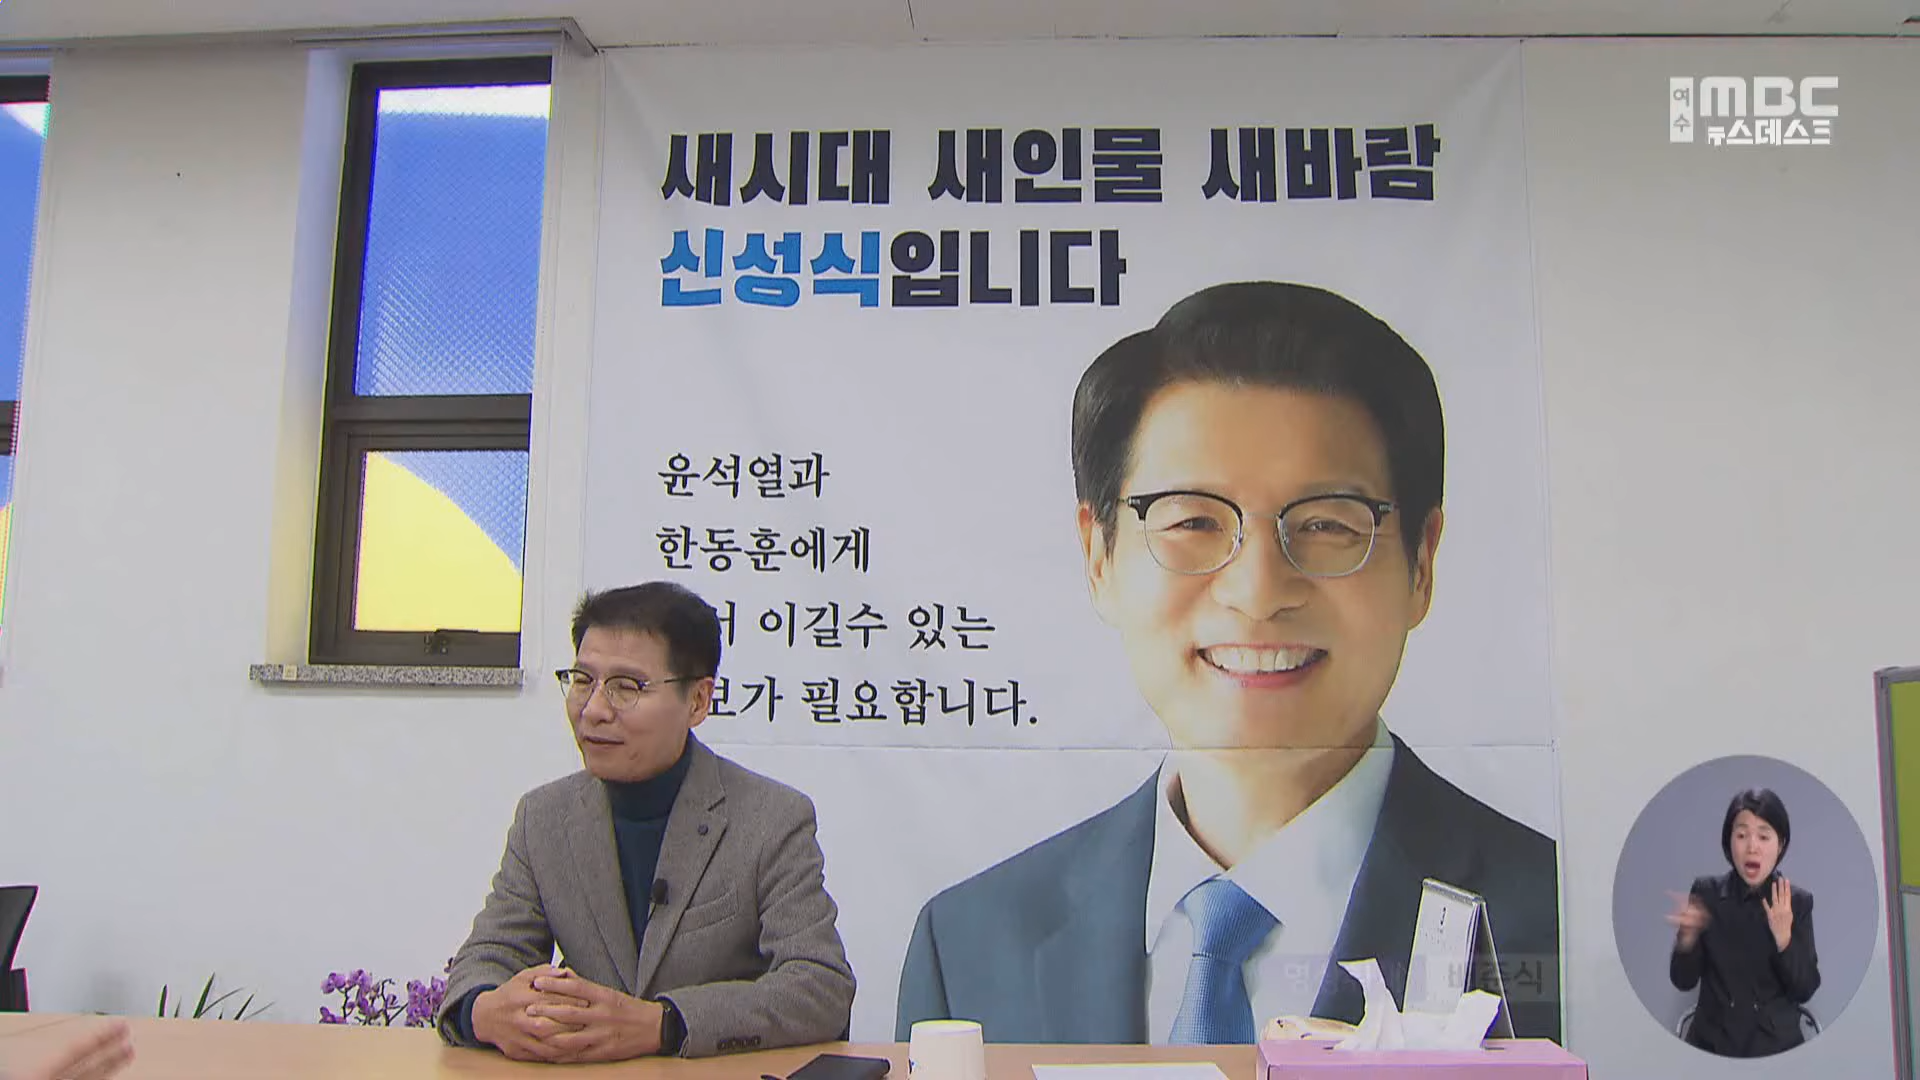 새시대 새인물 새바람
신성식입니다
윤석열과
한동훈에게
이길수 있는
필요합니다.
여수 MBC
뉴스데스크